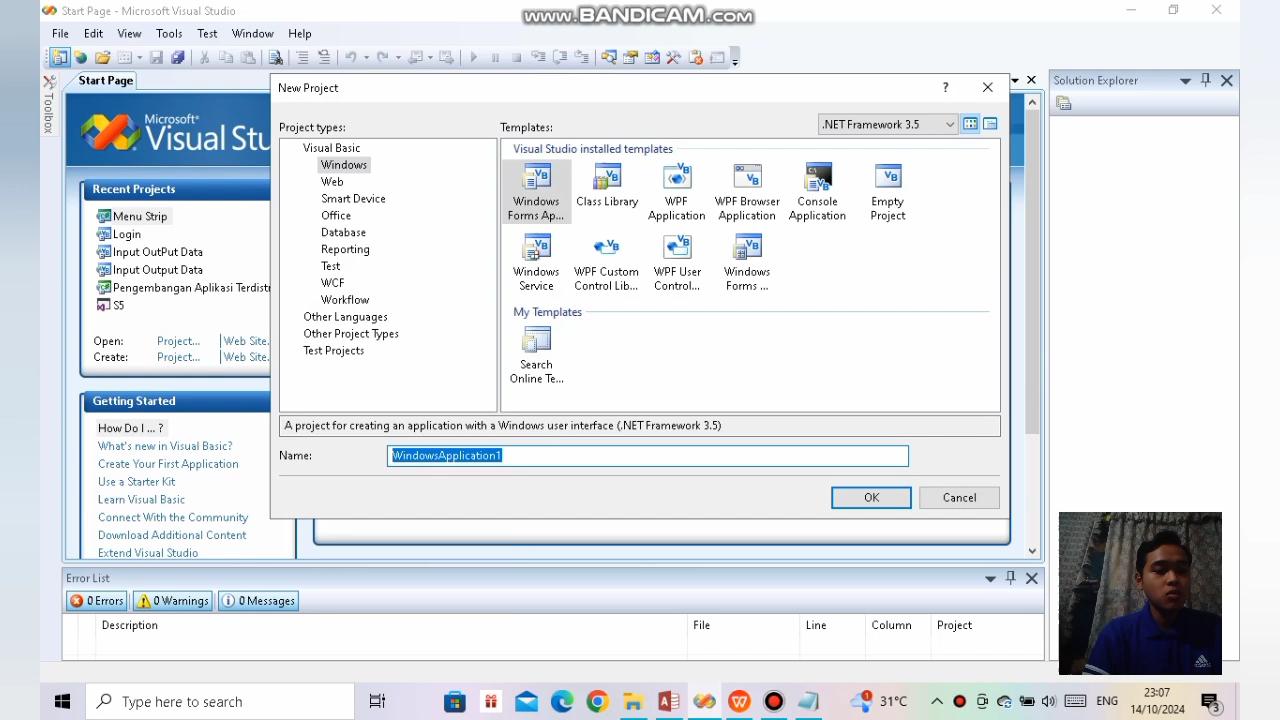 Start Page - Microsoft Visual Studio
www.BANDICAM.com
File Edit View Tools Test Window Help
Toolbox
Start Page
Microsoft®
Visual Stu
Recent Projects
Menu Strip
Login
Input OutPut Data
Input Output Data
Pengembangan Aplikasi Terdist
S5
Open: Project... Web Site.
Create: Project... Web Site.
Getting Started
How Do I ... ?
What's new in Visual Basic?
Create Your First Application
Use a Starter Kit
Learn Visual Basic
Connect With the Community
Download Additional Content
Extend Visual Studio
New Project
Project types:
Visual Basic
Windows
Web
Smart Device
Office
Database
Reporting
Test
WCF
Workflow
Other Languages
Other Project Types
Test Projects
Templates:
.NET Framework 3.5
Visual Studio installed templates
Windows Forms Ap...
Class Library
WPF Application
WPF Browser Application
Console Application
Empty Project
Windows Service
WPF Custom Control Lib...
WPF User Control...
Windows Forms ...
My Templates
Search Online Te...
A project for creating an application with a Windows user interface (.NET Framework 3.5)
Name: WindowsApplication1
OK Cancel
Solution Explorer
Error List
0 Errors 0 Warnings 0 Messages
Description File Line Column Project
Type here to search
31°C
ENG
23:07
14/10/2024